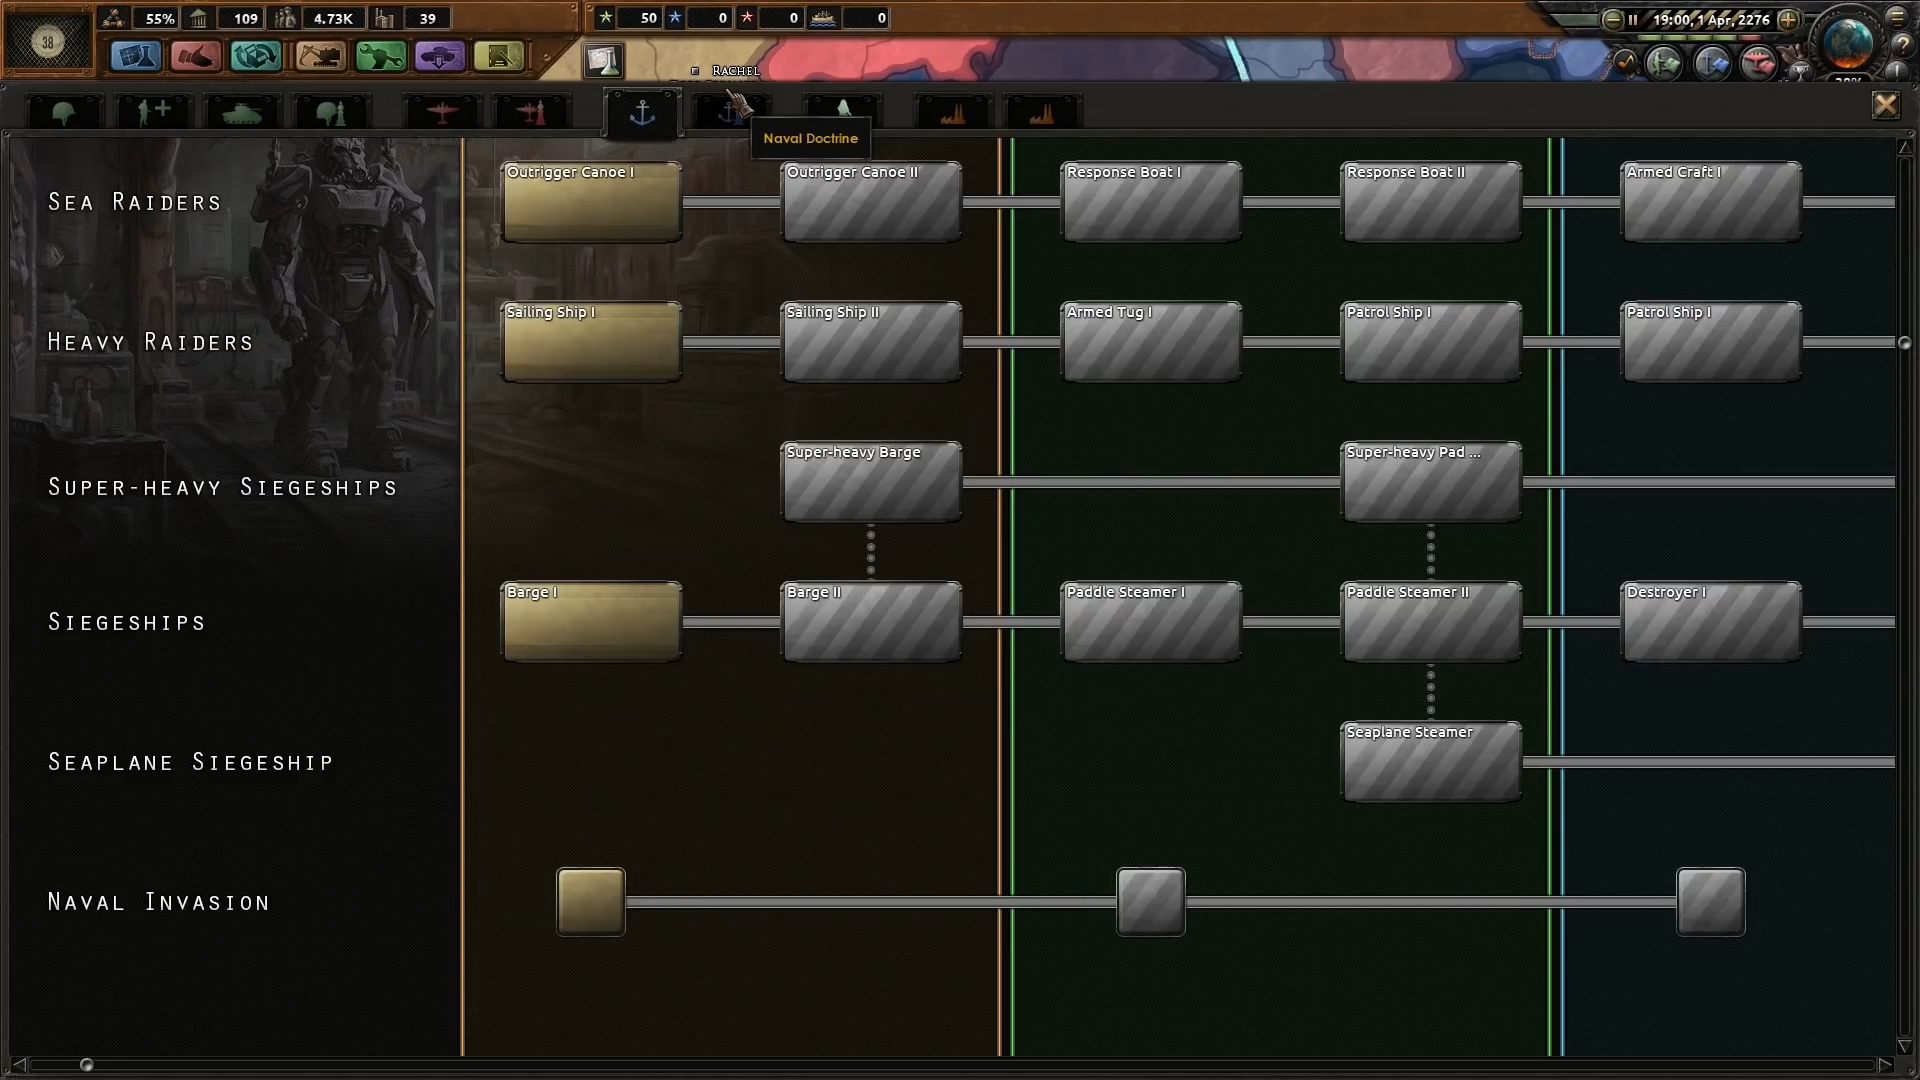 38
55%
109
4.73K
39
50
0
0
0
19:00, 1 Apr, 2276
RACHEL
Naval Doctrine
SEA RAIDERS
Outrigger Canoe I
Outrigger Canoe II
Response Boat I
Response Boat II
Armed Craft I
HEAVY RAIDERS
Sailing Ship I
Sailing Ship II
Armed Tug I
Patrol Ship I
Patrol Ship I
SUPER-HEAVY SIEGESHIPS
Super-heavy Barge
Super-heavy Pad ...
SIEGESHIPS
Barge I
Barge II
Paddle Steamer I
Paddle Steamer II
Destroyer I
SEAPLANE SIEGESHIP
Seaplane Steamer
NAVAL INVASION